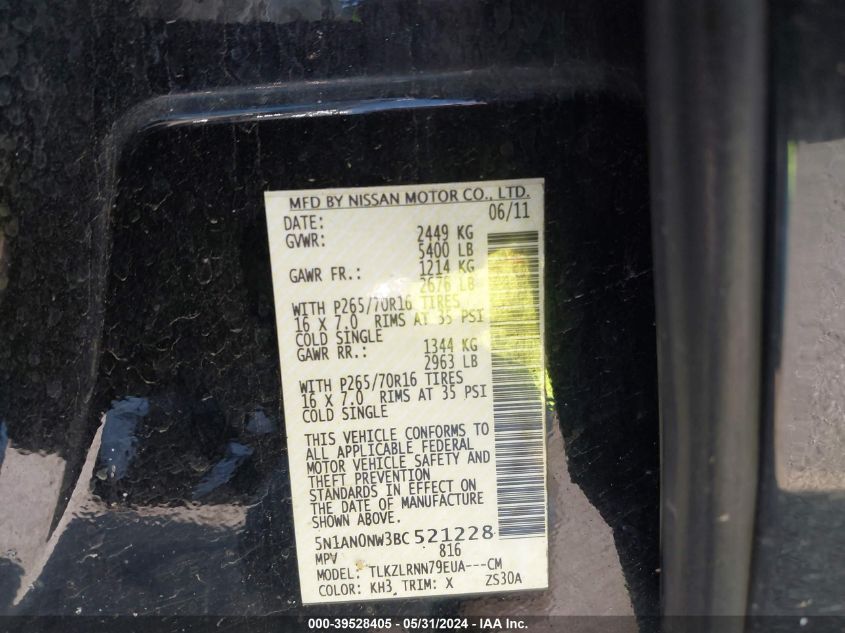 MFD BY NISSAN MOTOR CO., LTD.
DATE: 06/11
GVWR: 2449 KG
5400 LB
GAWR FR.: 1214 KG
2676 LB
WITH P265/70R16 TIRES
16 X 7.0 RIMS AT 35 PSI
COLD SINGLE
GAWR RR.: 1344 KG
2963 LB
WITH P265/70R16 TIRES
16 X 7.0 RIMS AT 35 PSI
COLD SINGLE
THIS VEHICLE CONFORMS TO
ALL APPLICABLE FEDERAL
MOTOR VEHICLE SAFETY AND
THEFT PREVENTION
STANDARDS IN EFFECT ON
THE DATE OF MANUFACTURE
SHOWN ABOVE.
5N1AN0NW3BC 521228
MPV 816
MODEL: TLKZLRNN79EUA---CM
COLOR: KH3 TRIM: X ZS30A
000-39528405 - 05/31/2024 - IAA Inc.